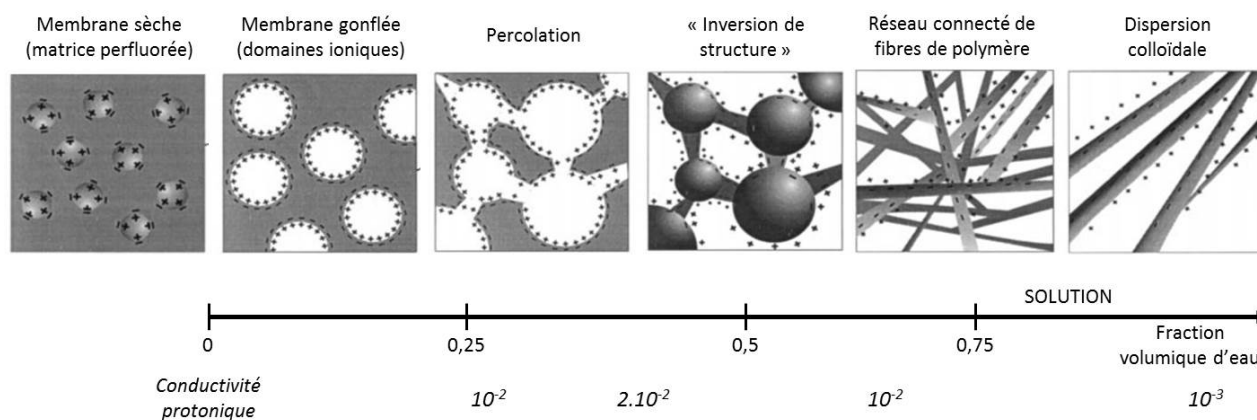 Membrane sèche
(matrice perfluorée)
Membrane gonflée
(domaines ioniques)
Percolation
« Inversion de
structure »
Réseau connecté de
fibres de polymère
Dispersion
colloïdale
SOLUTION
0
0,25
0,5
0,75
Fraction
volumique d’eau
Conductivité
protonique
10⁻²
2.10⁻²
10⁻²
10⁻³